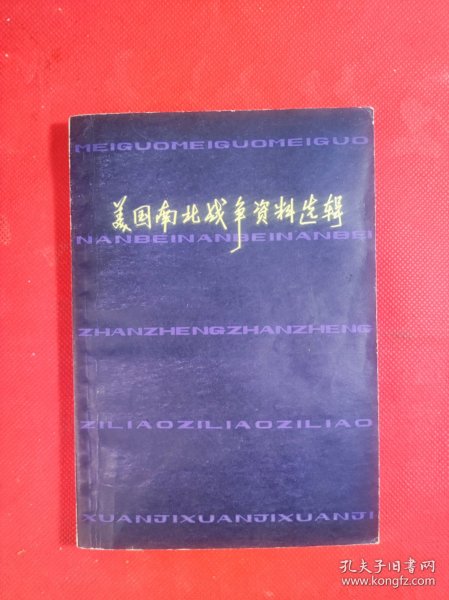 MEIGUOMEIGUOMEIGUO
美国南北战争资料选辑
NANBEINANBEINANBEI
ZHANZHENGZHANZHENG
ZILIAOZILIAOZILIAO
XUANJIXUANJIXUANJI
孔夫子旧书网
www.kongfz.com